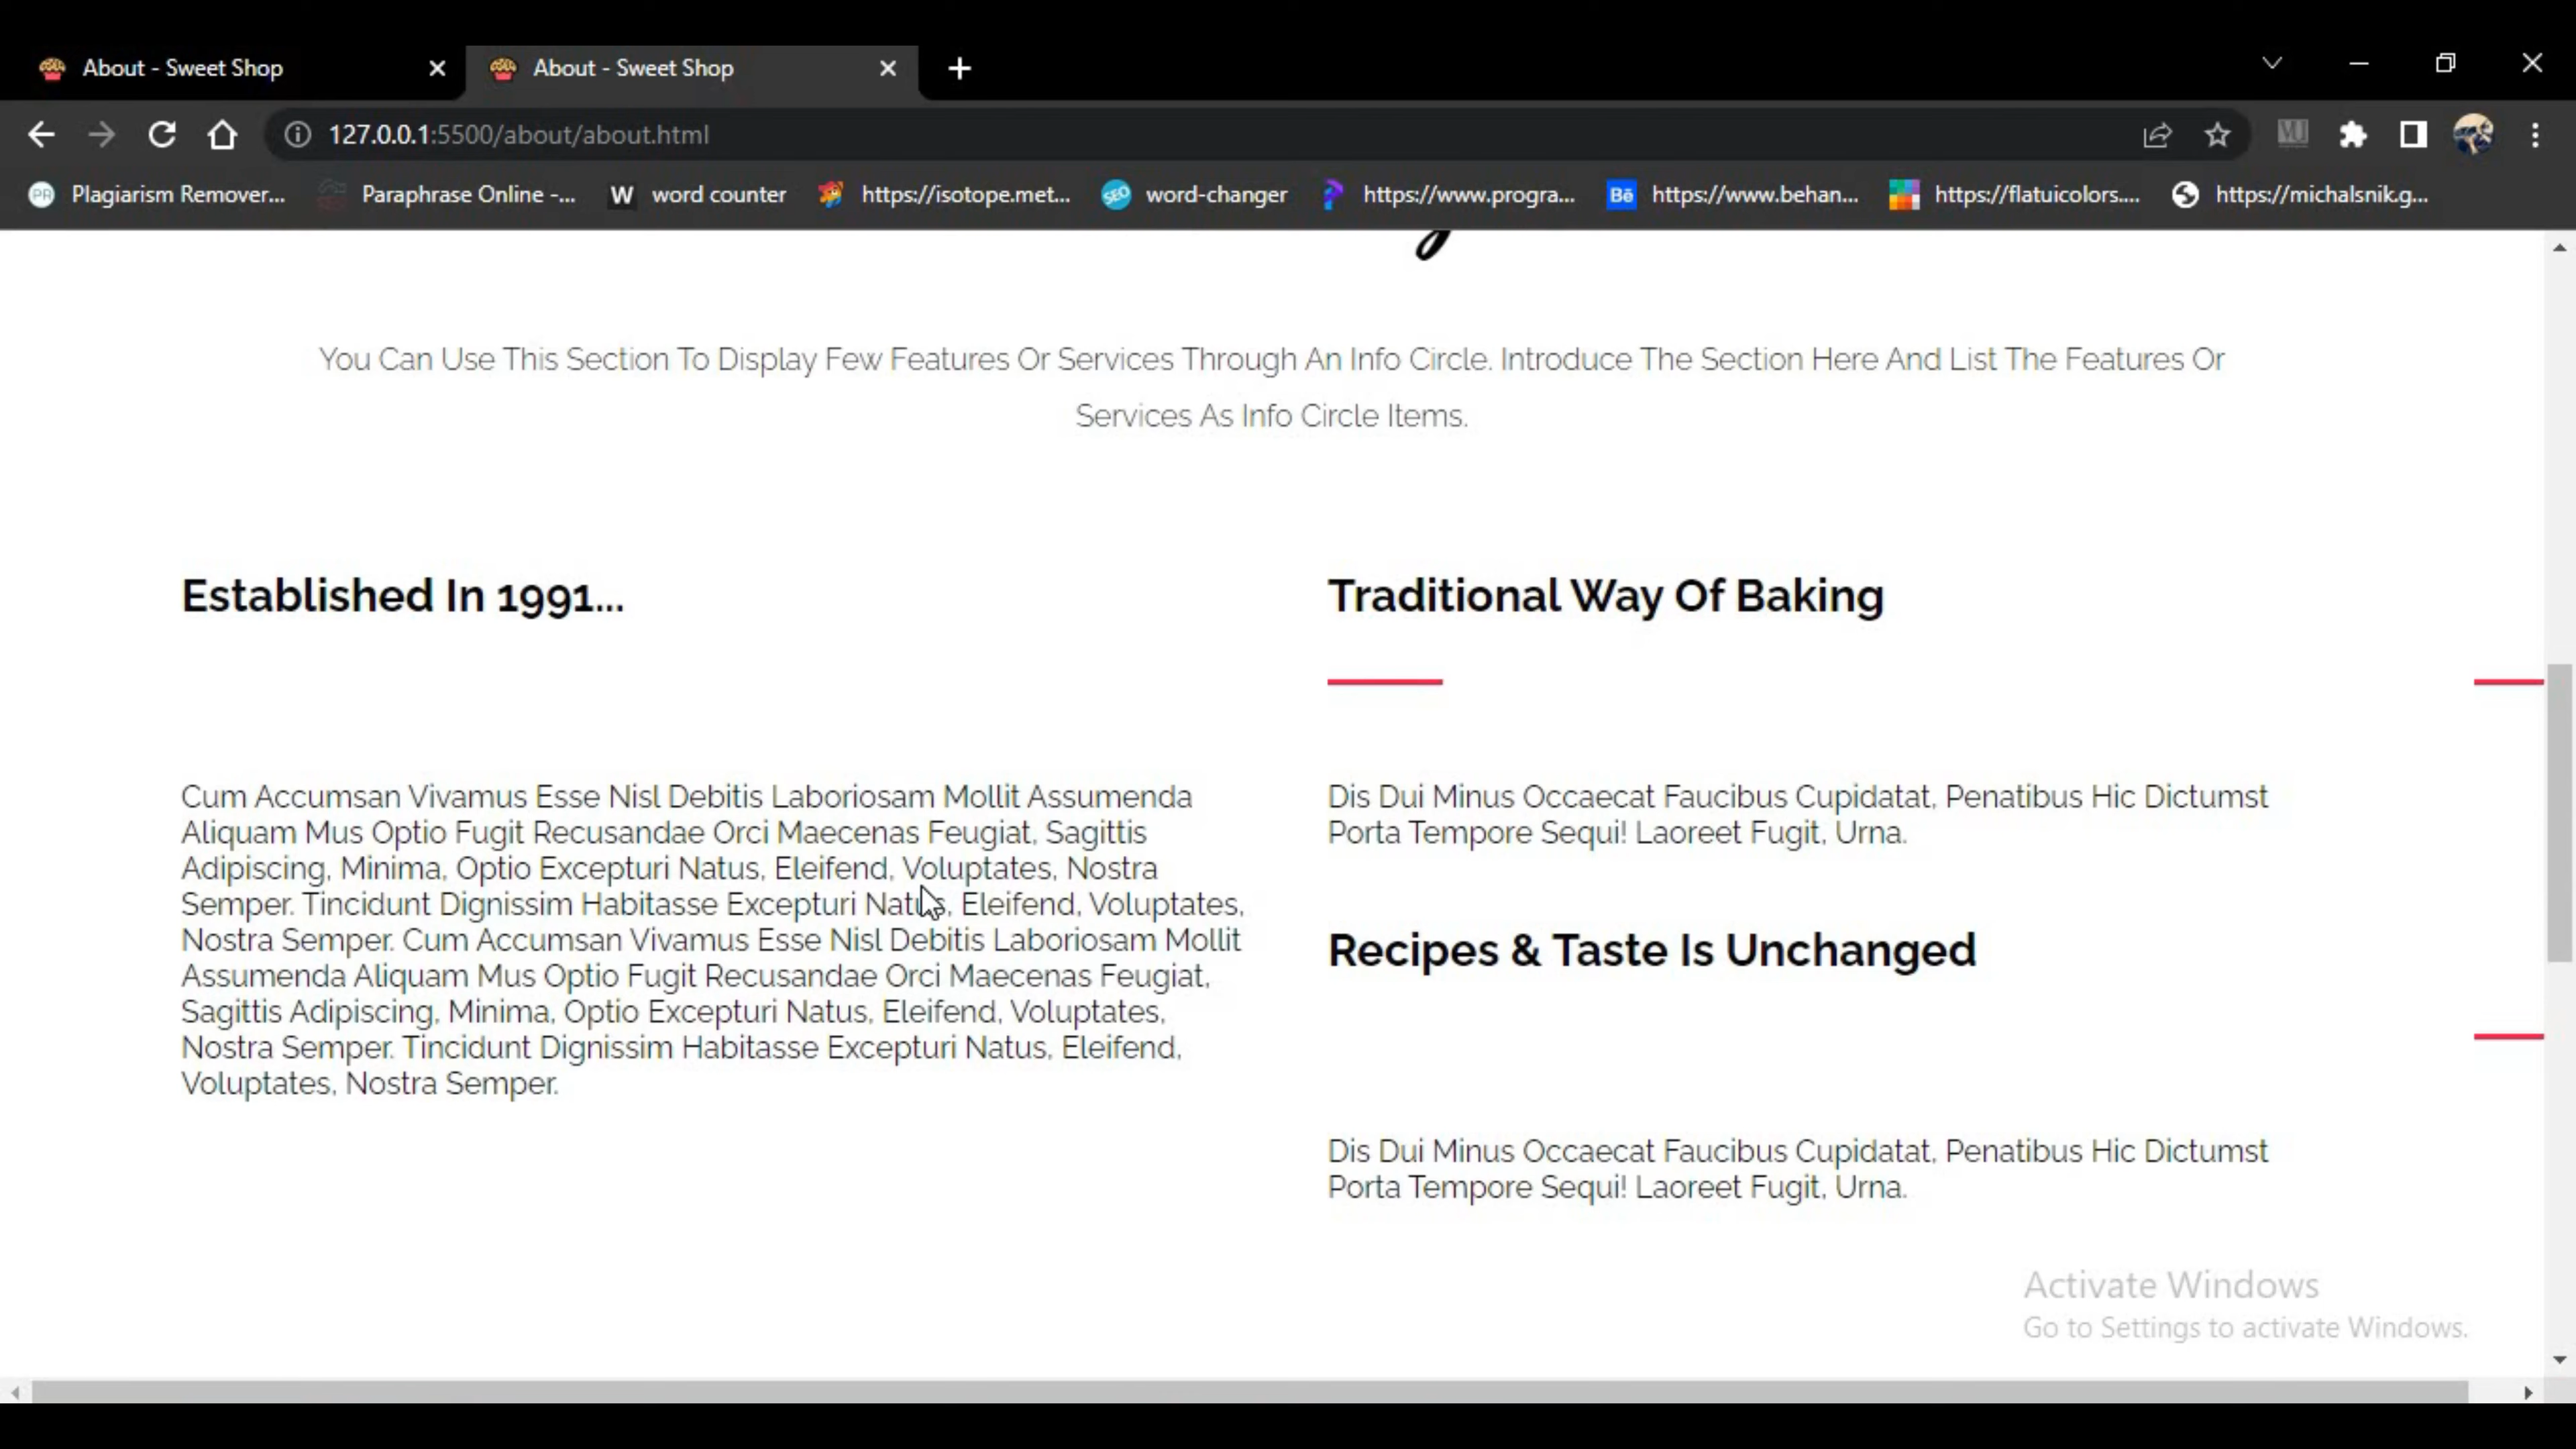 About - Sweet Shop
About - Sweet Shop
127.0.0.1:5500/about/about.html
Plagiarism Remover...
Paraphrase Online -...
W word counter
https://isotope.met...
SEO word-changer
https://www.progra...
Bē https://www.behan...
https://flatuicolors....
https://michalsnik.g...
You Can Use This Section To Display Few Features Or Services Through An Info Circle. Introduce The Section Here And List The Features Or
Services As Info Circle Items.
Established In 1991...
Cum Accumsan Vivamus Esse Nisl Debitis Laboriosam Mollit Assumenda
Aliquam Mus Optio Fugit Recusandae Orci Maecenas Feugiat, Sagittis
Adipiscing, Minima, Optio Excepturi Natus, Eleifend, Voluptates, Nostra
Semper. Tincidunt Dignissim Habitasse Excepturi Natus, Eleifend, Voluptates,
Nostra Semper. Cum Accumsan Vivamus Esse Nisl Debitis Laboriosam Mollit
Assumenda Aliquam Mus Optio Fugit Recusandae Orci Maecenas Feugiat,
Sagittis Adipiscing, Minima, Optio Excepturi Natus, Eleifend, Voluptates,
Nostra Semper. Tincidunt Dignissim Habitasse Excepturi Natus, Eleifend,
Voluptates, Nostra Semper.
Traditional Way Of Baking
Dis Dui Minus Occaecat Faucibus Cupidatat, Penatibus Hic Dictumst
Porta Tempore Sequi! Laoreet Fugit, Urna.
Recipes & Taste Is Unchanged
Dis Dui Minus Occaecat Faucibus Cupidatat, Penatibus Hic Dictumst
Porta Tempore Sequi! Laoreet Fugit, Urna.
Activate Windows
Go to Settings to activate Windows.